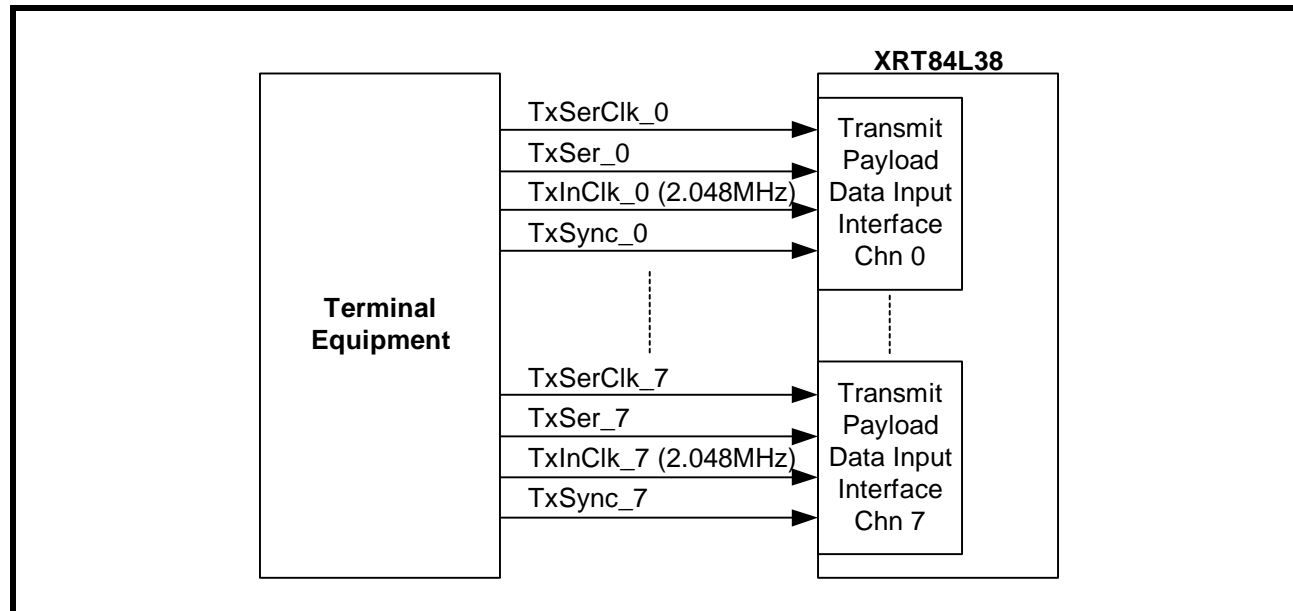 XRT84L38
Terminal
Equipment
TxSerClk_0
TxSer_0
TxInClk_0 (2.048MHz)
TxSync_0
Transmit
Payload
Data Input
Interface
Chn 0
TxSerClk_7
TxSer_7
TxInClk_7 (2.048MHz)
TxSync_7
Transmit
Payload
Data Input
Interface
Chn 7